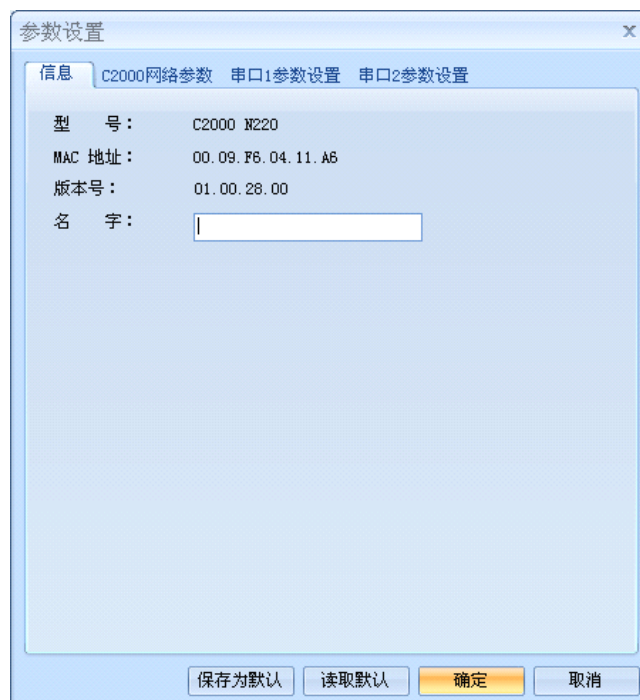 参数设置
信息 C2000网络参数 串口1参数设置 串口2参数设置
型 号： C2000 N220
MAC 地址： 00.09.F6.04.11.A6
版本号： 01.00.28.00
名 字：
保存为默认 读取默认 确定 取消